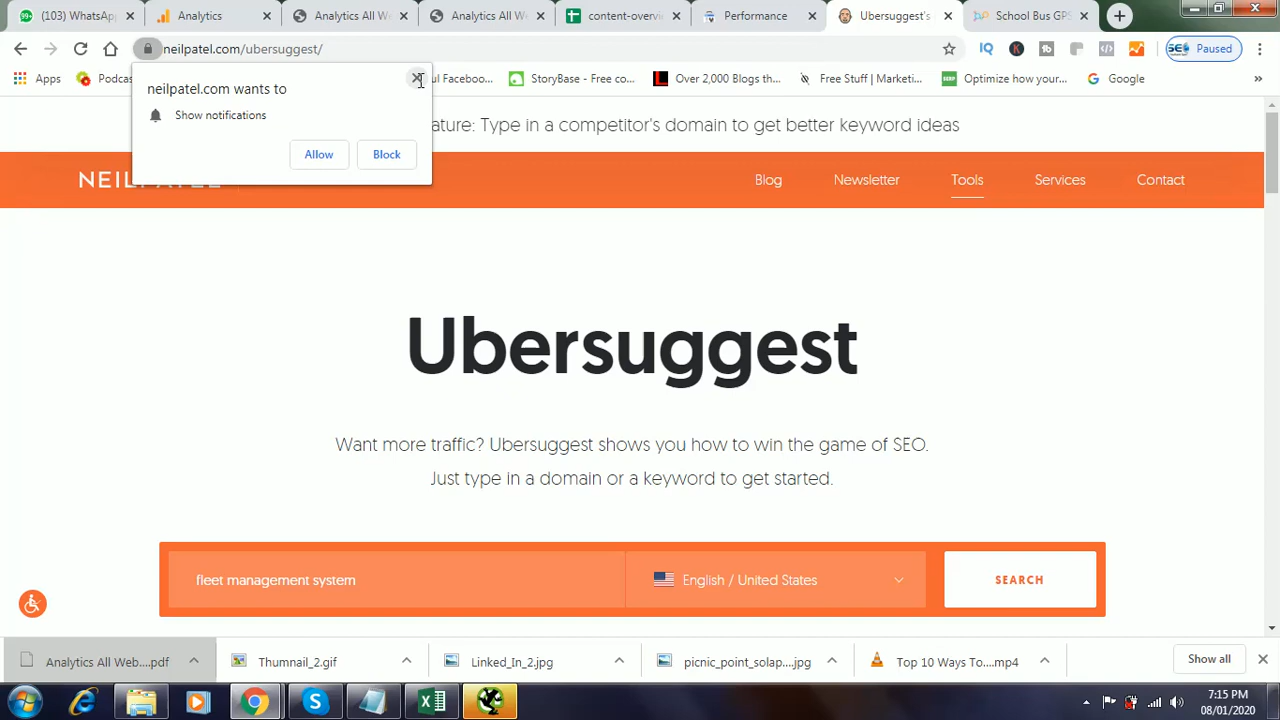 (103) WhatsApp
Analytics
Analytics All We
Analytics All We
content-overvi
Performance
Ubersuggest's
School Bus GPS
neilpatel.com/ubersuggest/
Paused
Apps
Podcas
ul Faceboo...
StoryBase - Free co...
Over 2,000 Blogs th...
Free Stuff | Marketi...
Optimize how your...
Google
neilpatel.com wants to
Show notifications
Allow
Block
ature: Type in a competitor's domain to get better keyword ideas
Blog
Newsletter
Tools
Services
Contact
Ubersuggest
Want more traffic? Ubersuggest shows you how to win the game of SEO.
Just type in a domain or a keyword to get started.
fleet management system
English / United States
SEARCH
Analytics All Web....pdf
Thumnail_2.gif
Linked_In_2.jpg
picnic_point_solap....jpg
Top 10 Ways To....mp4
Show all
7:15 PM
08/01/2020